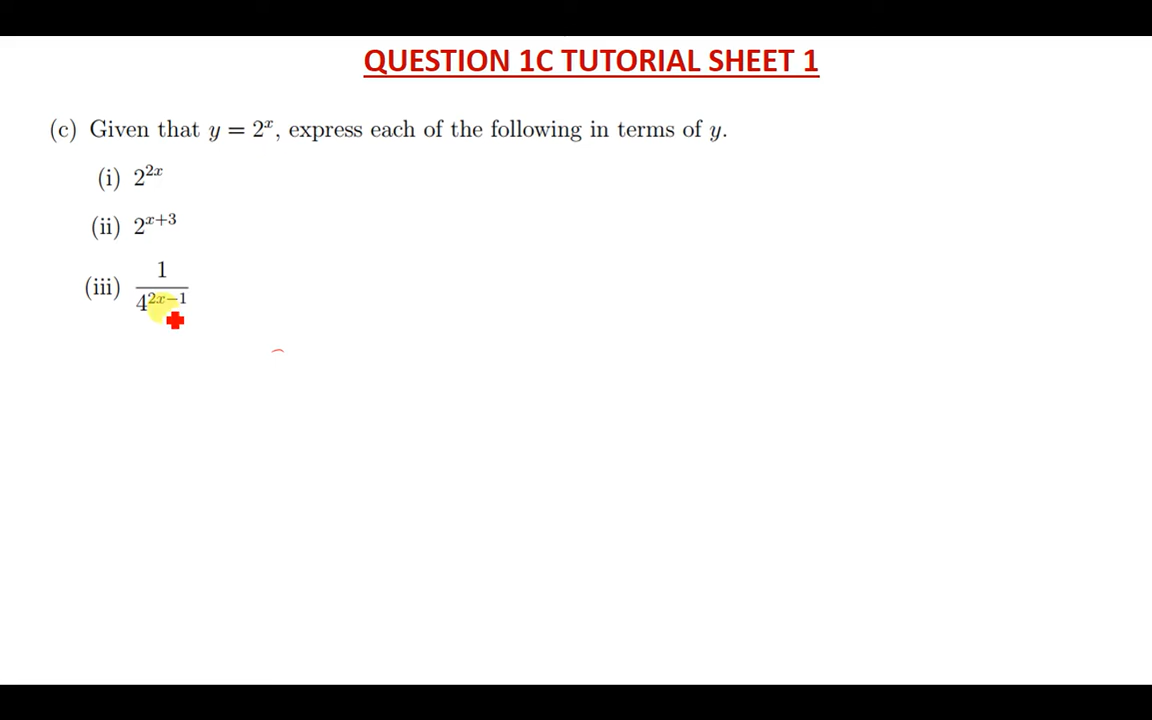 QUESTION 1C TUTORIAL SHEET 1
(c) Given that y = 2^x, express each of the following in terms of y.
(i) 2^{2x}
(ii) 2^{x+3}
(iii) \frac{1}{4^{2x-1}}